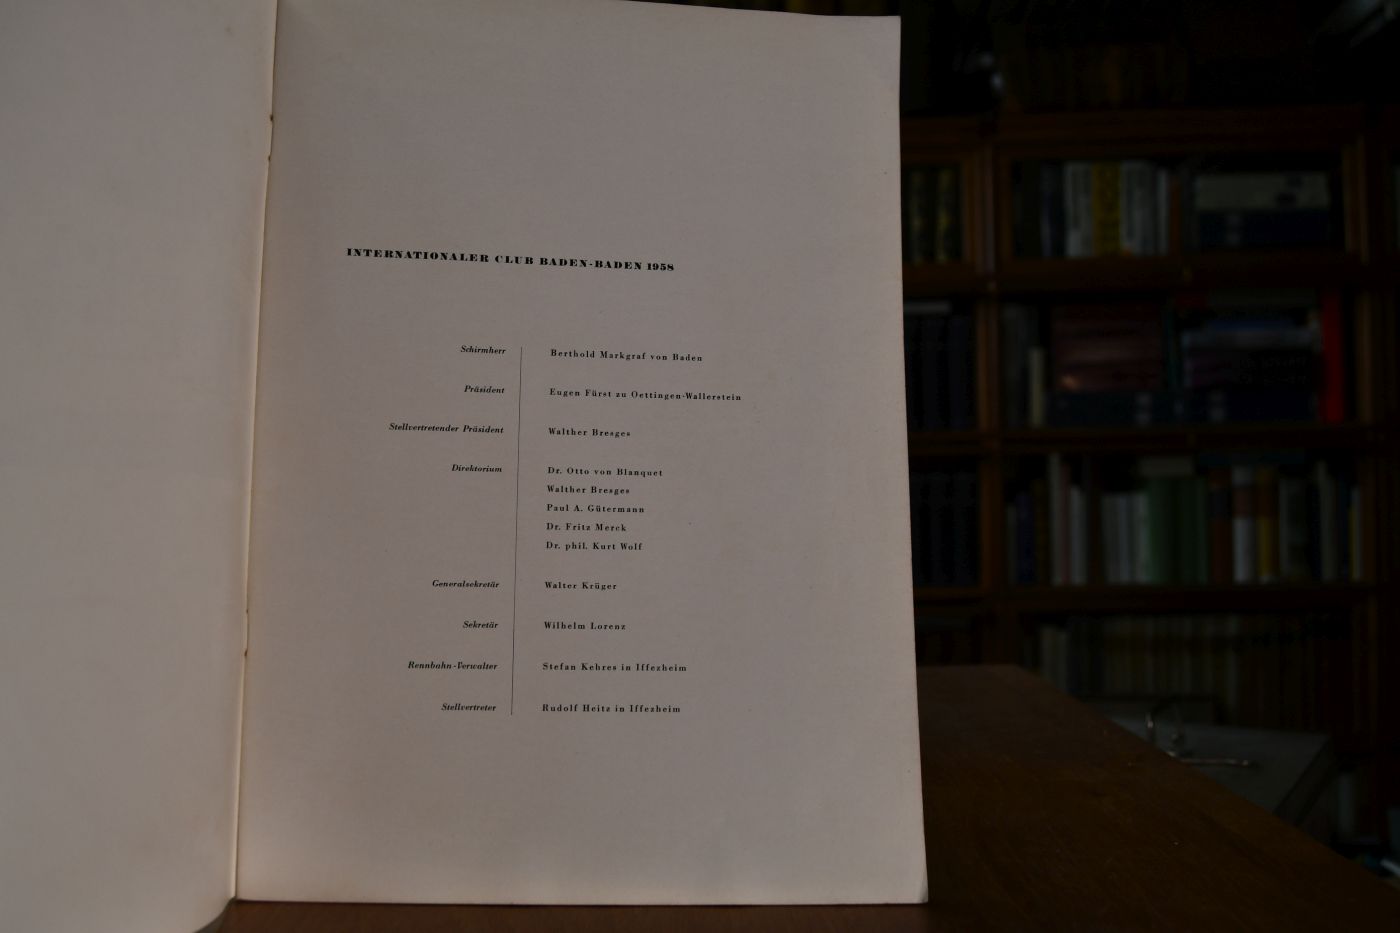 INTERNATIONALER CLUB BADEN-BADEN 1958
Schirmherr Berthold Markgraf von Baden
Präsident Eugen Fürst zu Oettingen-Wallerstein
Stellvertretender Präsident Walther Bresges
Direktorium Dr. Otto von Blanquet
Walther Bresges
Paul A. Gütermann
Dr. Fritz Merck
Dr. phil. Kurt Wolf
Generalsekretär Walter Krüger
Sekretär Wilhelm Lorenz
Rennbahn-Verwalter Stefan Kehres in Iffezheim
Stellvertreter Rudolf Heitz in Iffezheim